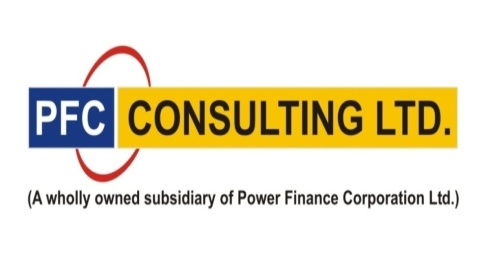 PFC CONSULTING LTD.
(A wholly owned subsidiary of Power Finance Corporation Ltd.)